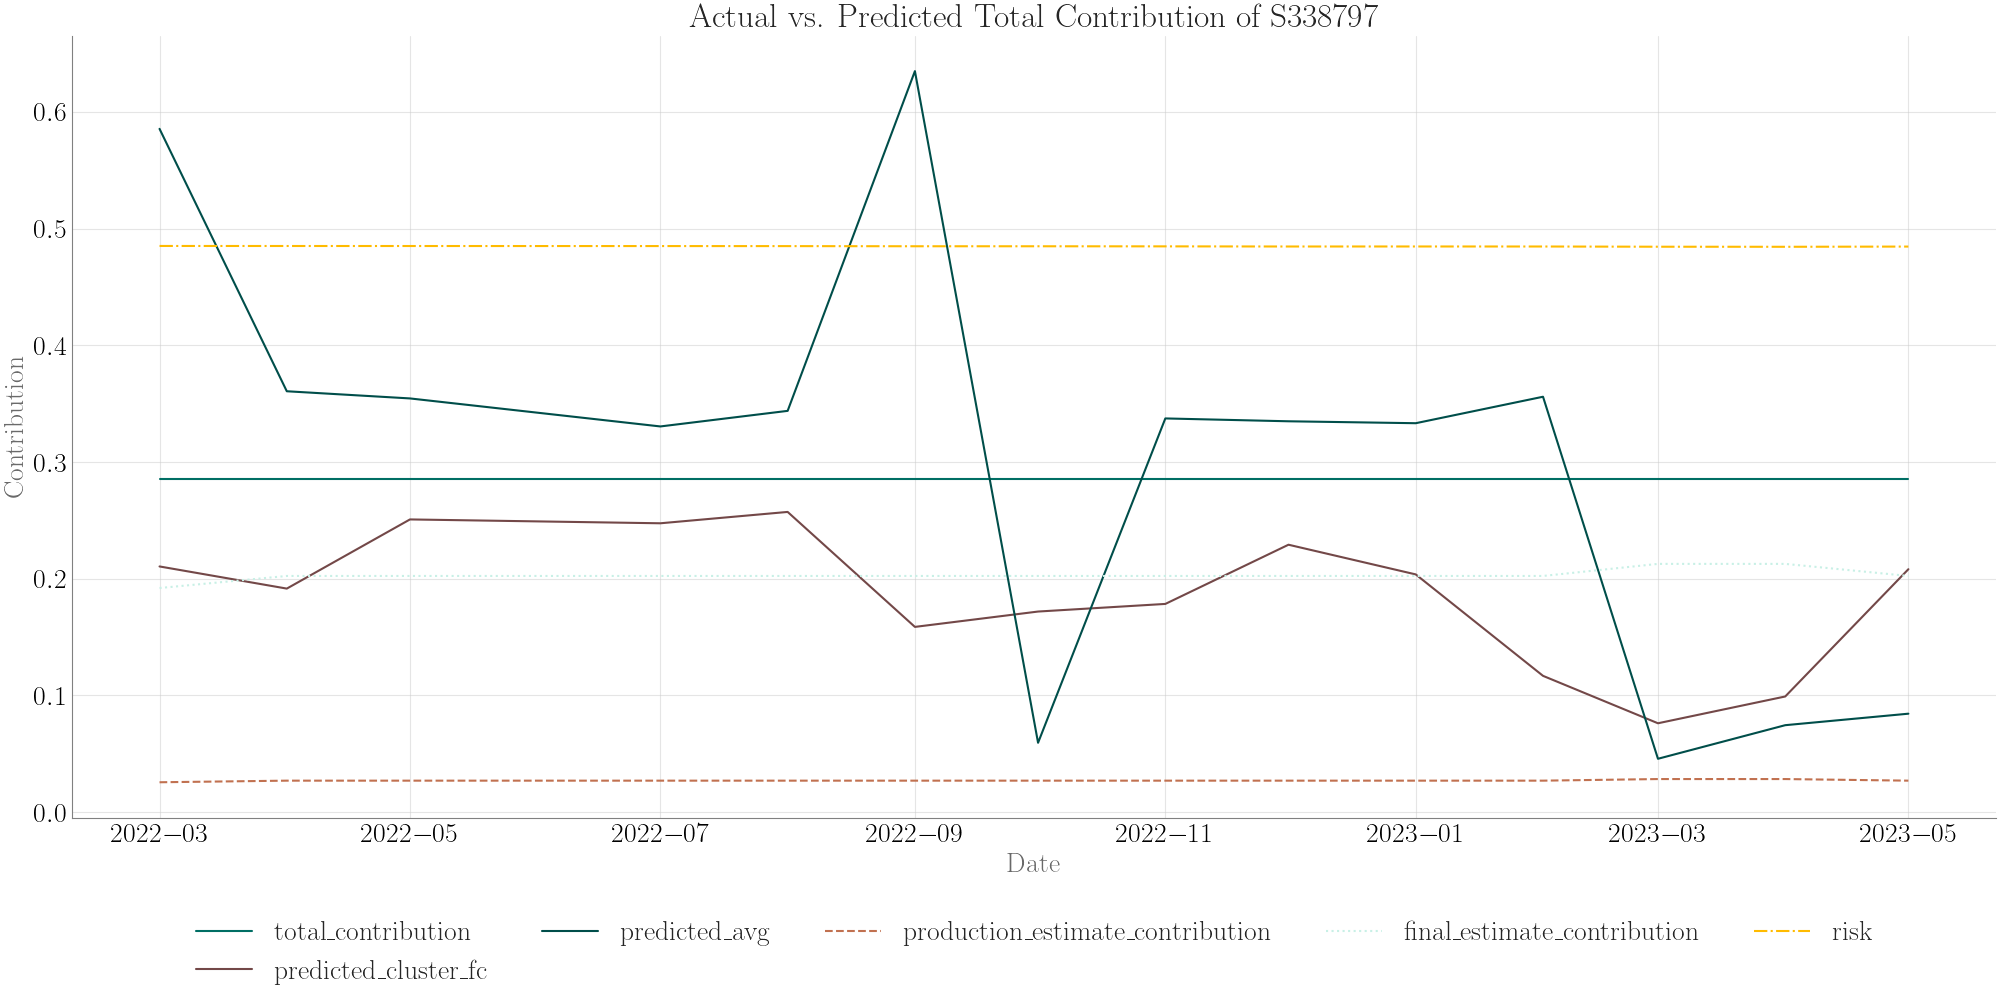 Actual vs. Predicted Total Contribution of S338797
0.6
0.5
0.4
0.3
0.2
0.1
0.0
Contribution
2022–03 2022–05 2022–07 2022–09 2022–11 2023–01 2023–03 2023–05
Date
total_contribution predicted_avg production_estimate_contribution final_estimate_contribution risk
predicted_cluster_fc